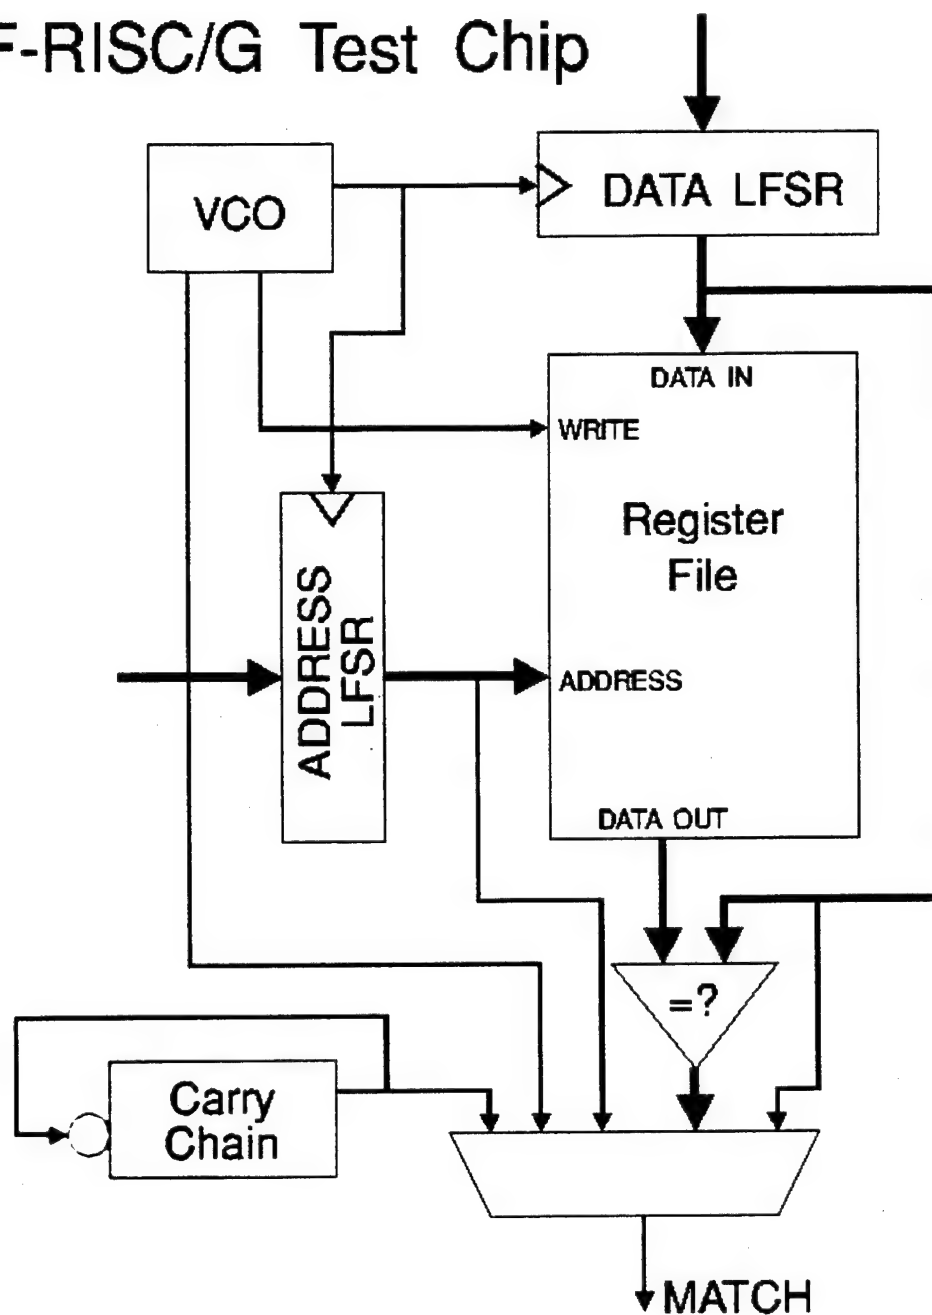 F-RISC/G Test Chip
VCO
DATA LFSR
DATA IN
WRITE
Register
File
ADDRESS
LFSR
ADDRESS
DATA OUT
=?
Carry
Chain
MATCH